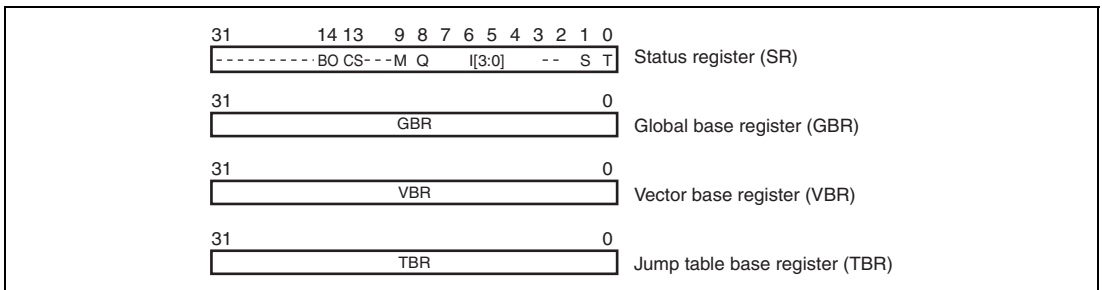 31 14 13 9 8 7 6 5 4 3 2 1 0
----------BO CS---M Q I[3:0] -- S T Status register (SR)
31 0
GBR Global base register (GBR)
31 0
VBR Vector base register (VBR)
31 0
TBR Jump table base register (TBR)